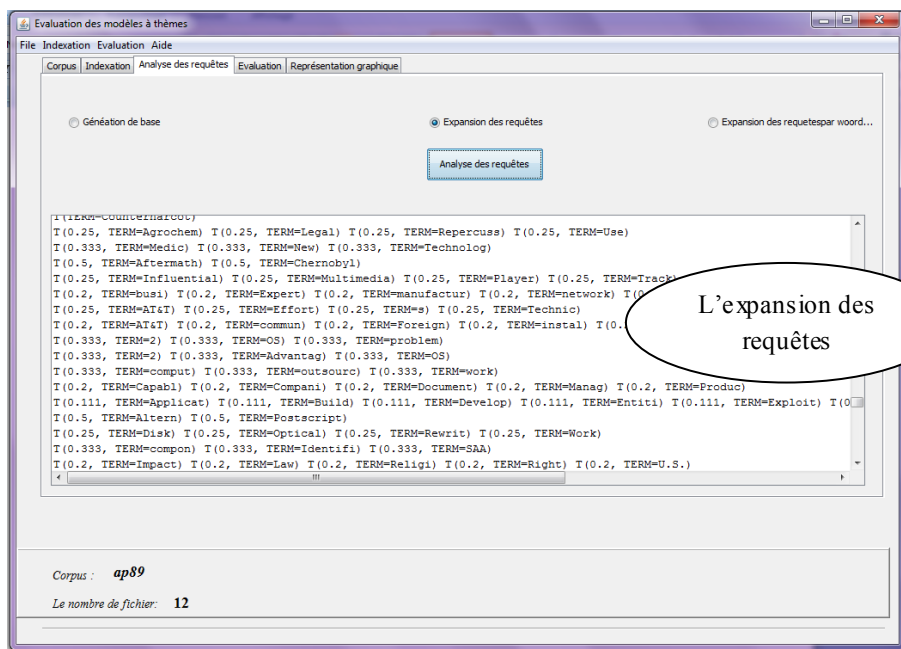 Evaluation des modèles à thèmes
File Indexation Evaluation Aide
Corpus Indexation Analyse des requêtes Evaluation Représentation graphique
Généation de base Expansion des requêtes Expansion des requetespar woord...
Analyse des requêtes
T(TERM=Counternarcot)
T(0.25, TERM=Agrochem) T(0.25, TERM=Legal) T(0.25, TERM=Repercuss) T(0.25, TERM=Use)
T(0.333, TERM=Medic) T(0.333, TERM=New) T(0.333, TERM=Technolog)
T(0.5, TERM=Aftermath) T(0.5, TERM=Chernobyl)
T(0.25, TERM=Influential) T(0.25, TERM=Multimedia) T(0.25, TERM=Player) T(0.25, TERM=Track)
T(0.2, TERM=busi) T(0.2, TERM=Expert) T(0.2, TERM=manufactur) T(0.2, TERM=network) T(0
T(0.25, TERM=AT&T) T(0.25, TERM=Effort) T(0.25, TERM=s) T(0.25, TERM=Technic)
T(0.2, TERM=AT&T) T(0.2, TERM=commun) T(0.2, TERM=Foreign) T(0.2, TERM=instal) T(0.
T(0.333, TERM=2) T(0.333, TERM=OS) T(0.333, TERM=problem)
T(0.333, TERM=2) T(0.333, TERM=Advantag) T(0.333, TERM=OS)
T(0.333, TERM=comput) T(0.333, TERM=outsourc) T(0.333, TERM=work)
T(0.2, TERM=Capabl) T(0.2, TERM=Compani) T(0.2, TERM=Document) T(0.2, TERM=Manag) T(0.2, TERM=Produc)
T(0.111, TERM=Applicat) T(0.111, TERM=Build) T(0.111, TERM=Develop) T(0.111, TERM=Entiti) T(0.111, TERM=Exploit) T(0
T(0.5, TERM=Altern) T(0.5, TERM=Postscript)
T(0.25, TERM=Disk) T(0.25, TERM=Optical) T(0.25, TERM=Rewrit) T(0.25, TERM=Work)
T(0.333, TERM=compon) T(0.333, TERM=Identifi) T(0.333, TERM=SAA)
T(0.2, TERM=Impact) T(0.2, TERM=Law) T(0.2, TERM=Religi) T(0.2, TERM=Right) T(0.2, TERM=U.S.)
L'expansion des
requêtes
Corpus : ap89
Le nombre de fichier: 12